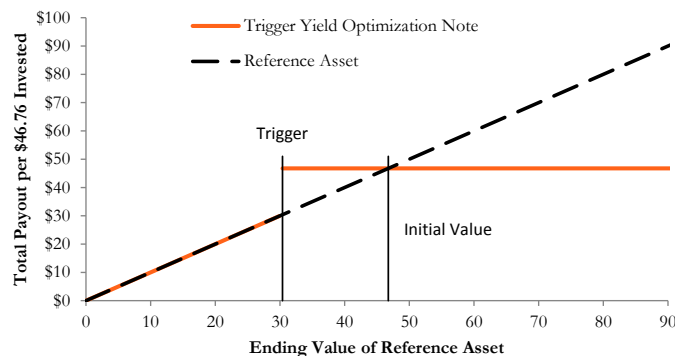 Total Payout per $46.76 Invested
$100
$90
$80
$70
$60
$50
$40
$30
$20
$10
$0
Trigger Yield Optimization Note
Reference Asset
Trigger
Initial Value
0 10 20 30 40 50 60 70 80 90
Ending Value of Reference Asset